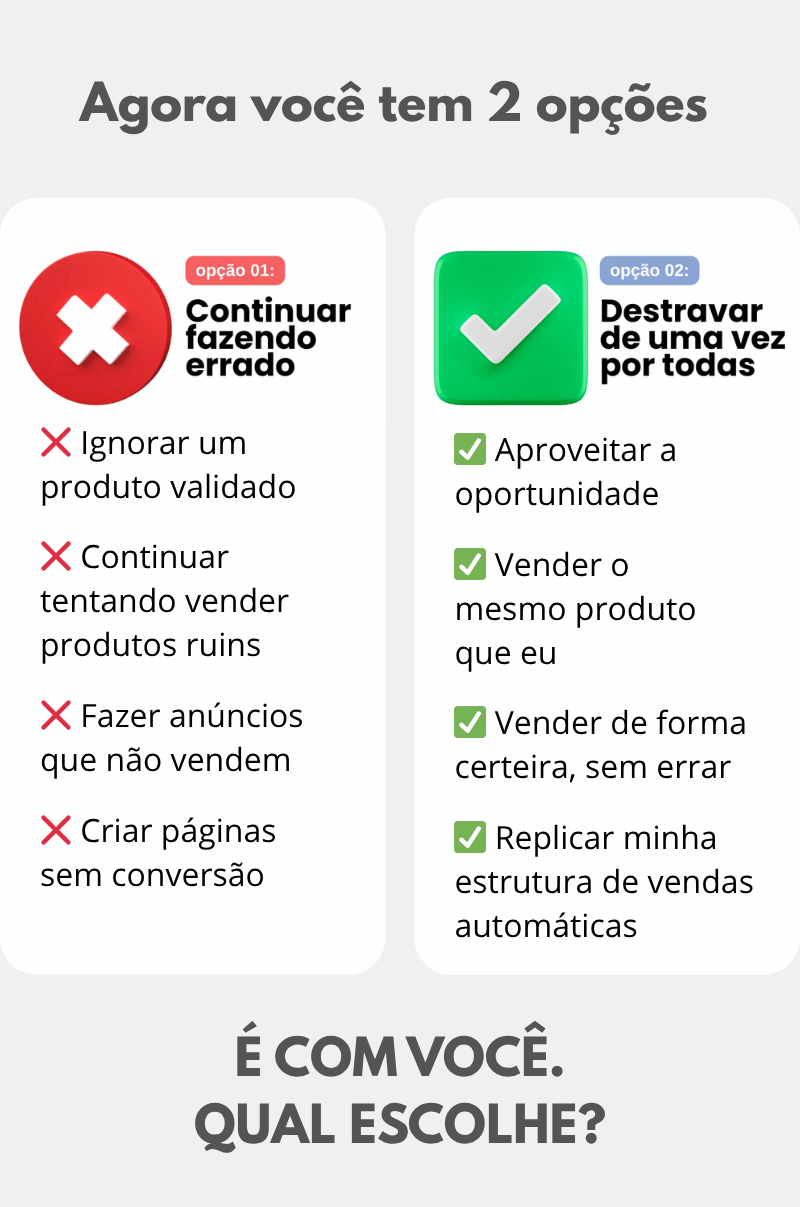 Agora você tem 2 opções
opção 01:
Continuar
fazendo
errado
❌ Ignorar um
produto validado
❌ Continuar
tentando vender
produtos ruins
❌ Fazer anúncios
que não vendem
❌ Criar páginas
sem conversão
opção 02:
Destravar
de uma vez
por todas
✅ Aproveitar a
oportunidade
✅ Vender o
mesmo produto
que eu
✅ Vender de forma
certeira, sem errar
✅ Replicar minha
estrutura de vendas
automáticas
É COM VOCÊ.
QUAL ESCOLHE?